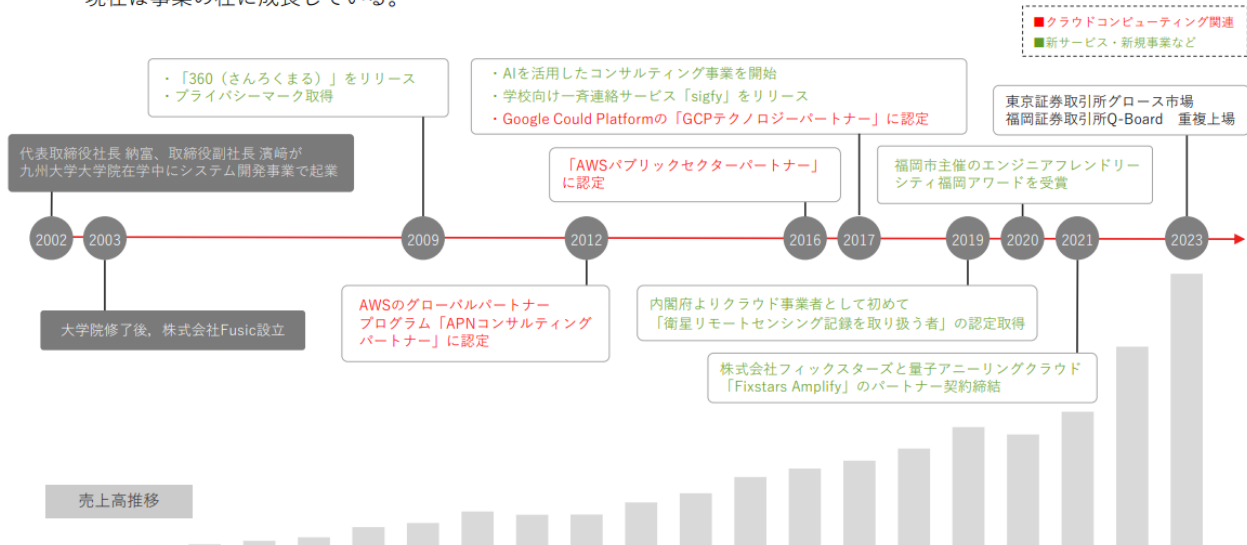 現在は事業の柱に成長している。
■クラウドコンピューティング関連
■新サービス・新規事業など
・「360（さんろくまる）」をリリース
・プライバシーマーク取得
・AIを活用したコンサルティング事業を開始
・学校向け一斉連絡サービス「sigfy」をリリース
・Google Could Platformの「GCPテクノロジーパートナー」に認定
東京証券取引所グロース市場
福岡証券取引所Q-Board　重複上場
代表取締役社長 納富、取締役副社長 濱﨑が
九州大学大学院在学中にシステム開発事業で起業
「AWSパブリックセクターパートナー」
に認定
福岡市主催のエンジニアフレンドリー
シティ福岡アワードを受賞
2002 2003 2009 2012 2016 2017 2019 2020 2021 2023
大学院修了後，株式会社Fusic設立
AWSのグローバルパートナー
プログラム「APNコンサルティング
パートナー」に認定
内閣府よりクラウド事業者として初めて
「衛星リモートセンシング記録を取り扱う者」の認定取得
株式会社フィックスターズと量子アニーリングクラウド
「Fixstars Amplify」のパートナー契約締結
売上高推移